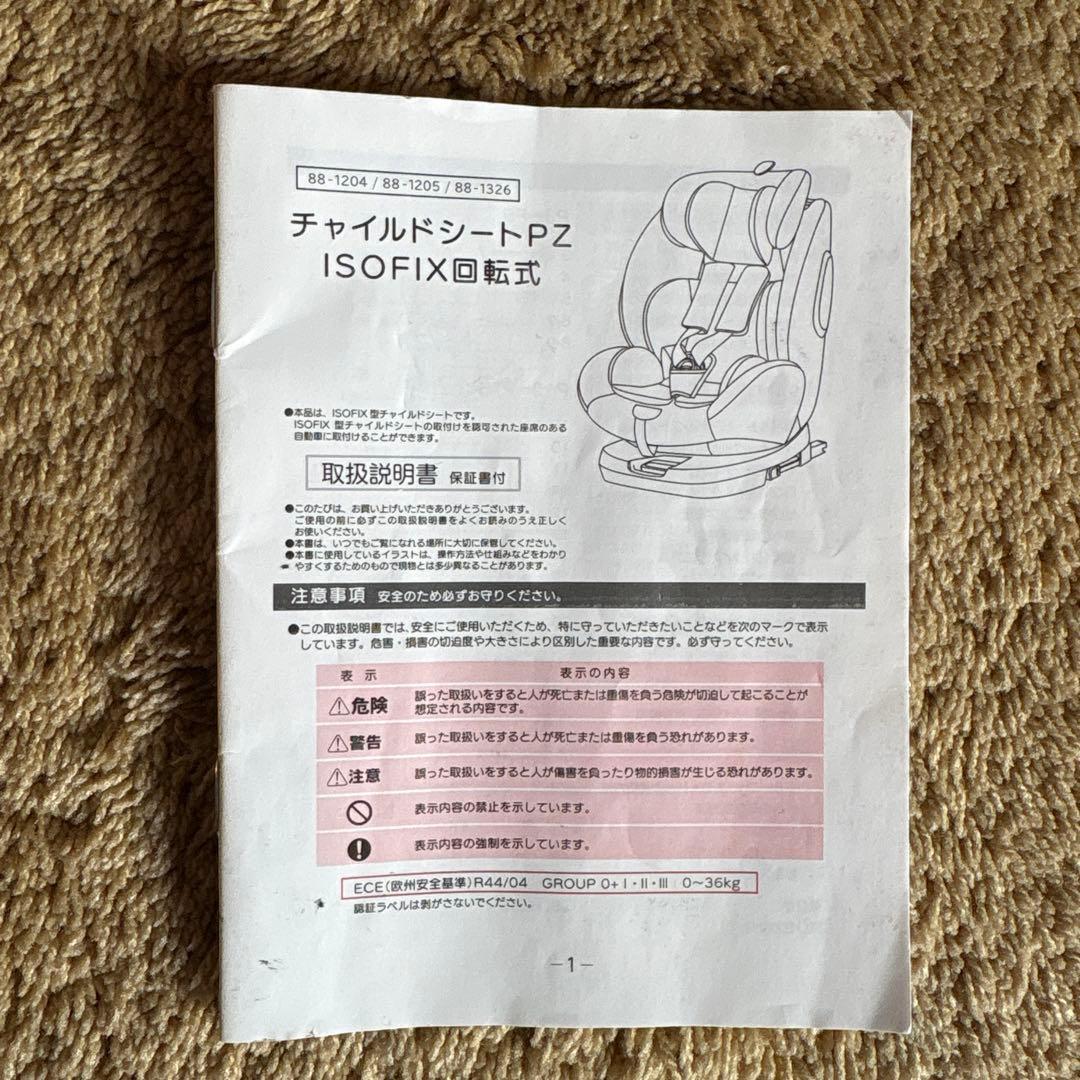 88-1204 / 88-1205 / 88-1326
チャイルドシートPZ
ISOFIX回転式
●本品は、ISOFIX型チャイルドシートです。
ISOFIX 型チャイルドシートの取付けを認可された座席のある
自動車に取付けることができます。
取扱説明書 保証書付
●このたびは、お買い上げいただきありがとうございます。
ご使用の前に必ずこの取扱説明書をよくお読みのうえ正しく
お使いください。
●本書は、いつでもご覧になれる場所に大切に保管してください。
●本書に使用しているイラストは、操作方法や仕組みなどをわかり
やすくするためのもので現物とは多少異なることがあります。
注意事項 安全のため必ずお守りください。
●この取扱説明書では、安全にご使用いただくため、特に守っていただきたいことなどを次のマークで表示
しています。危害・損害の切迫度や大きさにより区別した重要な内容です。必ず守ってください。
表 示 表示の内容
⚠危険 誤った取扱いをすると人が死亡または重傷を負う危険が切迫して起こることが
想定される内容です。
⚠警告 誤った取扱いをすると人が死亡または重傷を負う恐れがあります。
⚠注意 誤った取扱いをすると人が傷害を負ったり物的損害が生じる恐れがあります。
表示内容の禁止を示しています。
表示内容の強制を示しています。
ECE(欧州安全基準)R44/04 GROUP 0+ I・II・III 0〜36kg
認証ラベルは剥がさないでください。
−1−